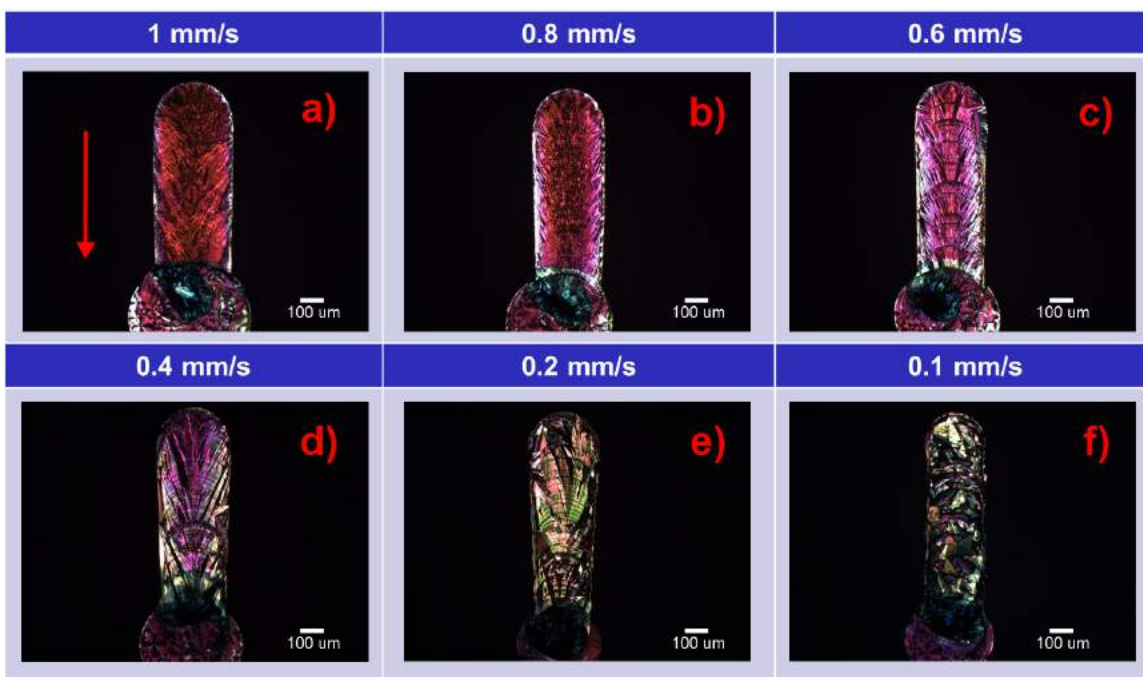 1 mm/s
0.8 mm/s
0.6 mm/s
a)
100 um
b)
100 um
c)
100 um
0.4 mm/s
0.2 mm/s
0.1 mm/s
d)
100 um
e)
100 um
f)
100 um